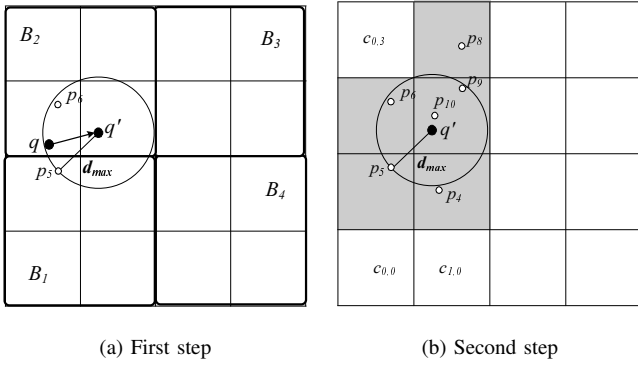 B2
B3
p6
q
q'
p5
dmax
B4
B1
(a) First step
c0,3
p8
p9
p6
p10
q'
p5
dmax
p4
c0,0
c1,0
(b) Second step